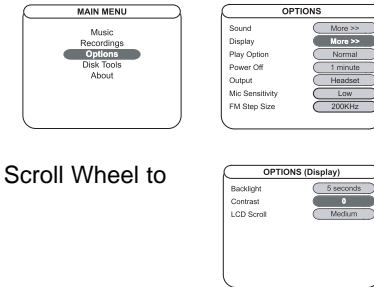 MAIN MENU
Music
Recordings
Options
Disk Tools
About
OPTIONS
Sound More >>
Display More >>
Play Option Normal
Power Off 1 minute
Output Headset
Mic Sensitivity Low
FM Step Size 200KHz
Scroll Wheel to
OPTIONS (Display)
Backlight 5 seconds
Contrast 0
LCD Scroll Medium